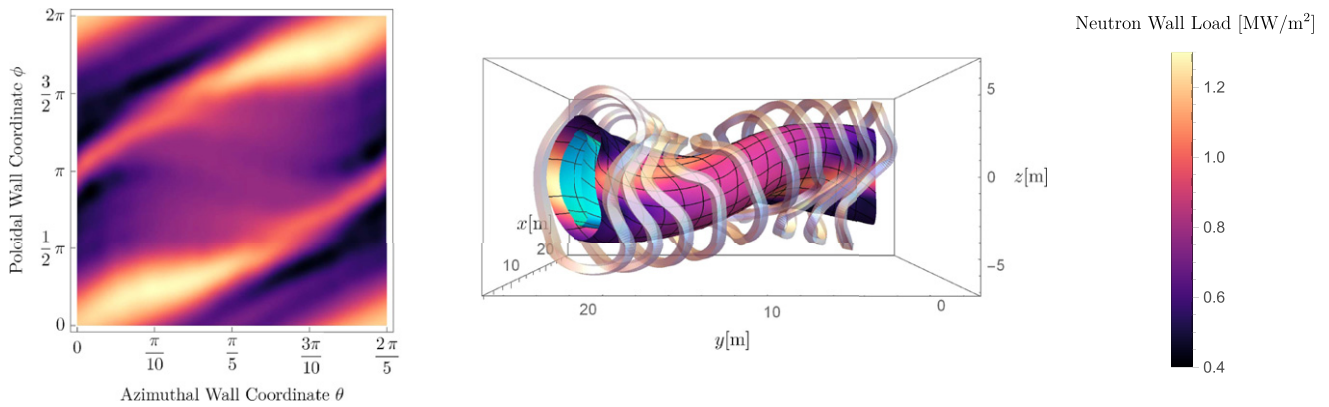 Neutron Wall Load [MW/m²]
2π
3/2 π
π
1/2 π
0
Poloidal Wall Coordinate ϕ
0
π/10
π/5
3π/10
2π/5
Azimuthal Wall Coordinate θ
5
0
−5
z[m]
x[m]
20
10
20
10
0
y[m]
1.2
1.0
0.8
0.6
0.4